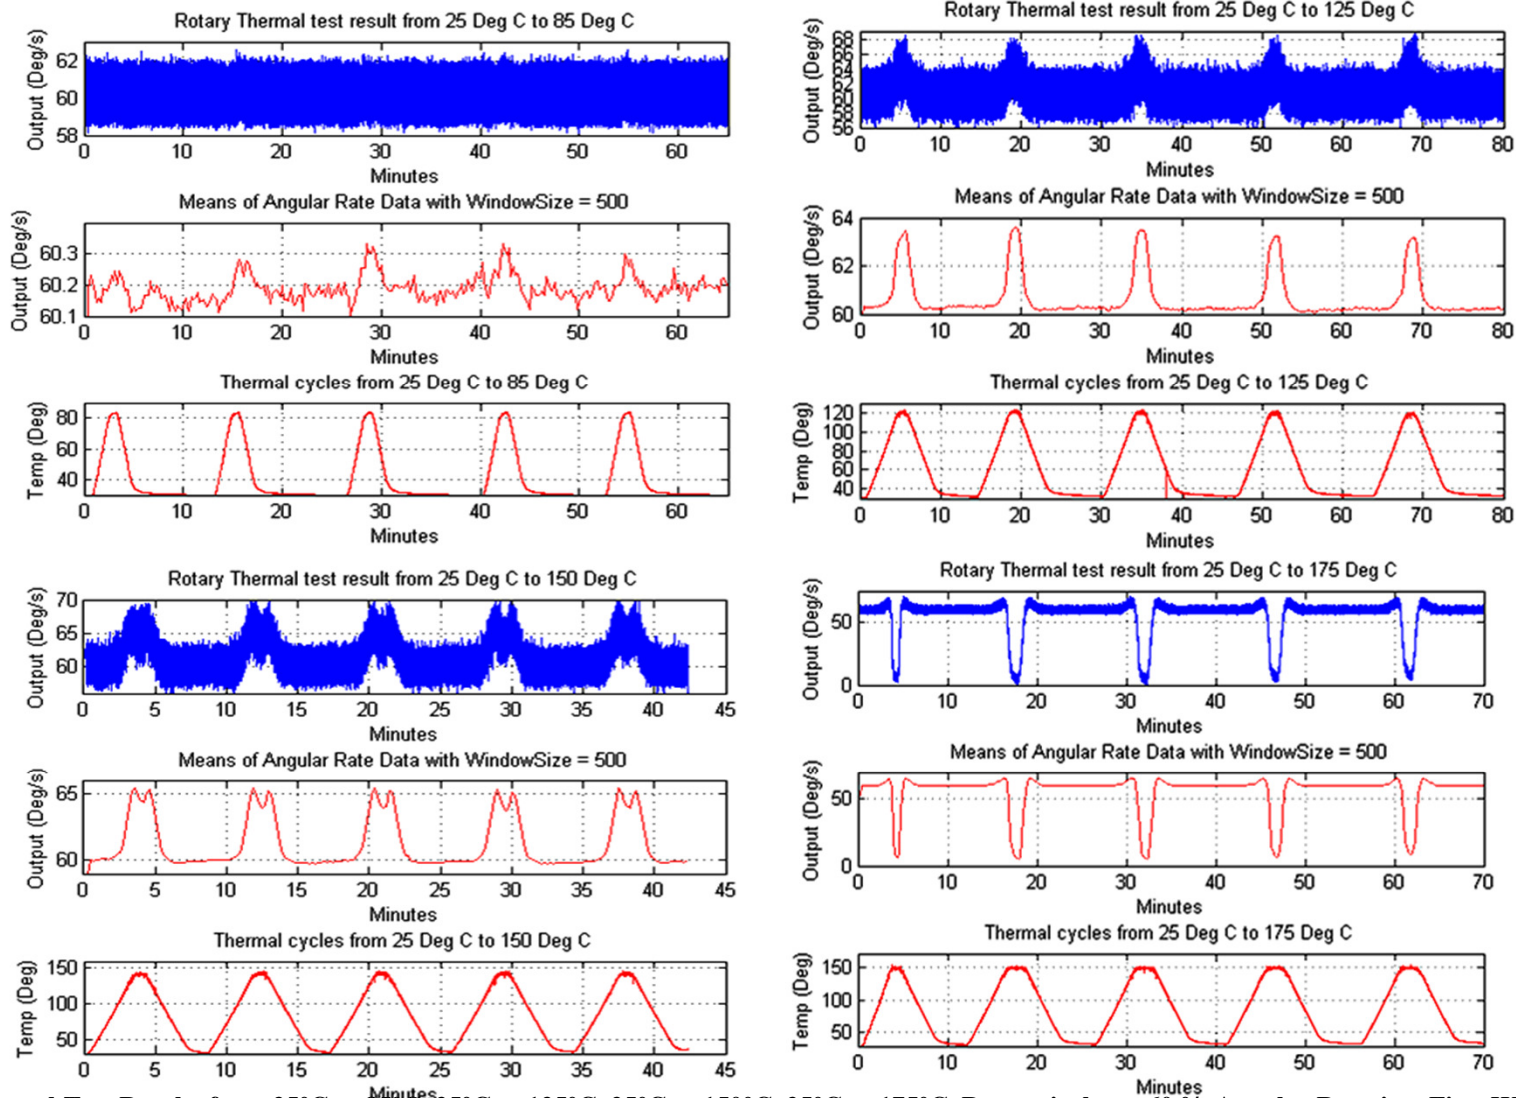 Rotary Thermal test result from 25 Deg C to 85 Deg C
Output (Deg/s)
62
60
58
0 10 20 30 40 50 60
Minutes
Means of Angular Rate Data with WindowSize = 500
Output (Deg/s)
60.3
60.2
60.1
0 10 20 30 40 50 60
Minutes
Thermal cycles from 25 Deg C to 85 Deg C
Temp (Deg)
80
60
40
0 10 20 30 40 50 60
Minutes
Rotary Thermal test result from 25 Deg C to 125 Deg C
Output (Deg/s)
68
66
64
62
60
58
56
0 10 20 30 40 50 60 70 80
Minutes
Means of Angular Rate Data with WindowSize = 500
Output (Deg/s)
64
62
60
0 10 20 30 40 50 60 70 80
Minutes
Thermal cycles from 25 Deg C to 125 Deg C
Temp (Deg)
120
100
80
60
40
0 10 20 30 40 50 60 70 80
Minutes
Rotary Thermal test result from 25 Deg C to 150 Deg C
Output (Deg/s)
70
65
60
0 5 10 15 20 25 30 35 40 45
Minutes
Means of Angular Rate Data with WindowSize = 500
Output (Deg/s)
65
60
0 5 10 15 20 25 30 35 40 45
Minutes
Thermal cycles from 25 Deg C to 150 Deg C
Temp (Deg)
150
100
50
0 5 10 15 20 25 30 35 40 45
Minutes
Rotary Thermal test result from 25 Deg C to 175 Deg C
Output (Deg/s)
50
0
0 10 20 30 40 50 60 70
Minutes
Means of Angular Rate Data with WindowSize = 500
Output (Deg/s)
50
0
0 10 20 30 40 50 60 70
Minutes
Thermal cycles from 25 Deg C to 175 Deg C
Temp (Deg)
150
100
50
0 10 20 30 40 50 60 70
Minutes